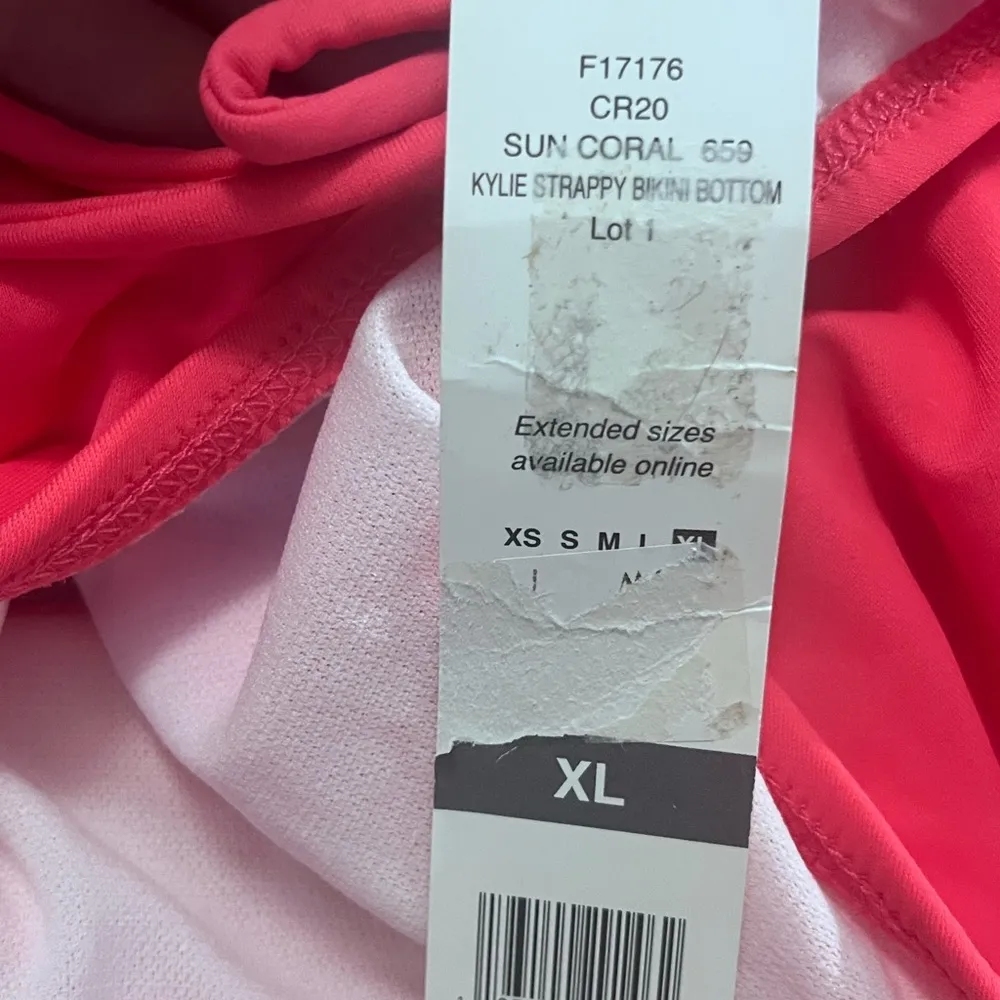 F17176
CR20
SUN CORAL 659
KYLIE STRAPPY BIKINI BOTTOM
Lot 1
Extended sizes
available online
XS S M L XL
XL